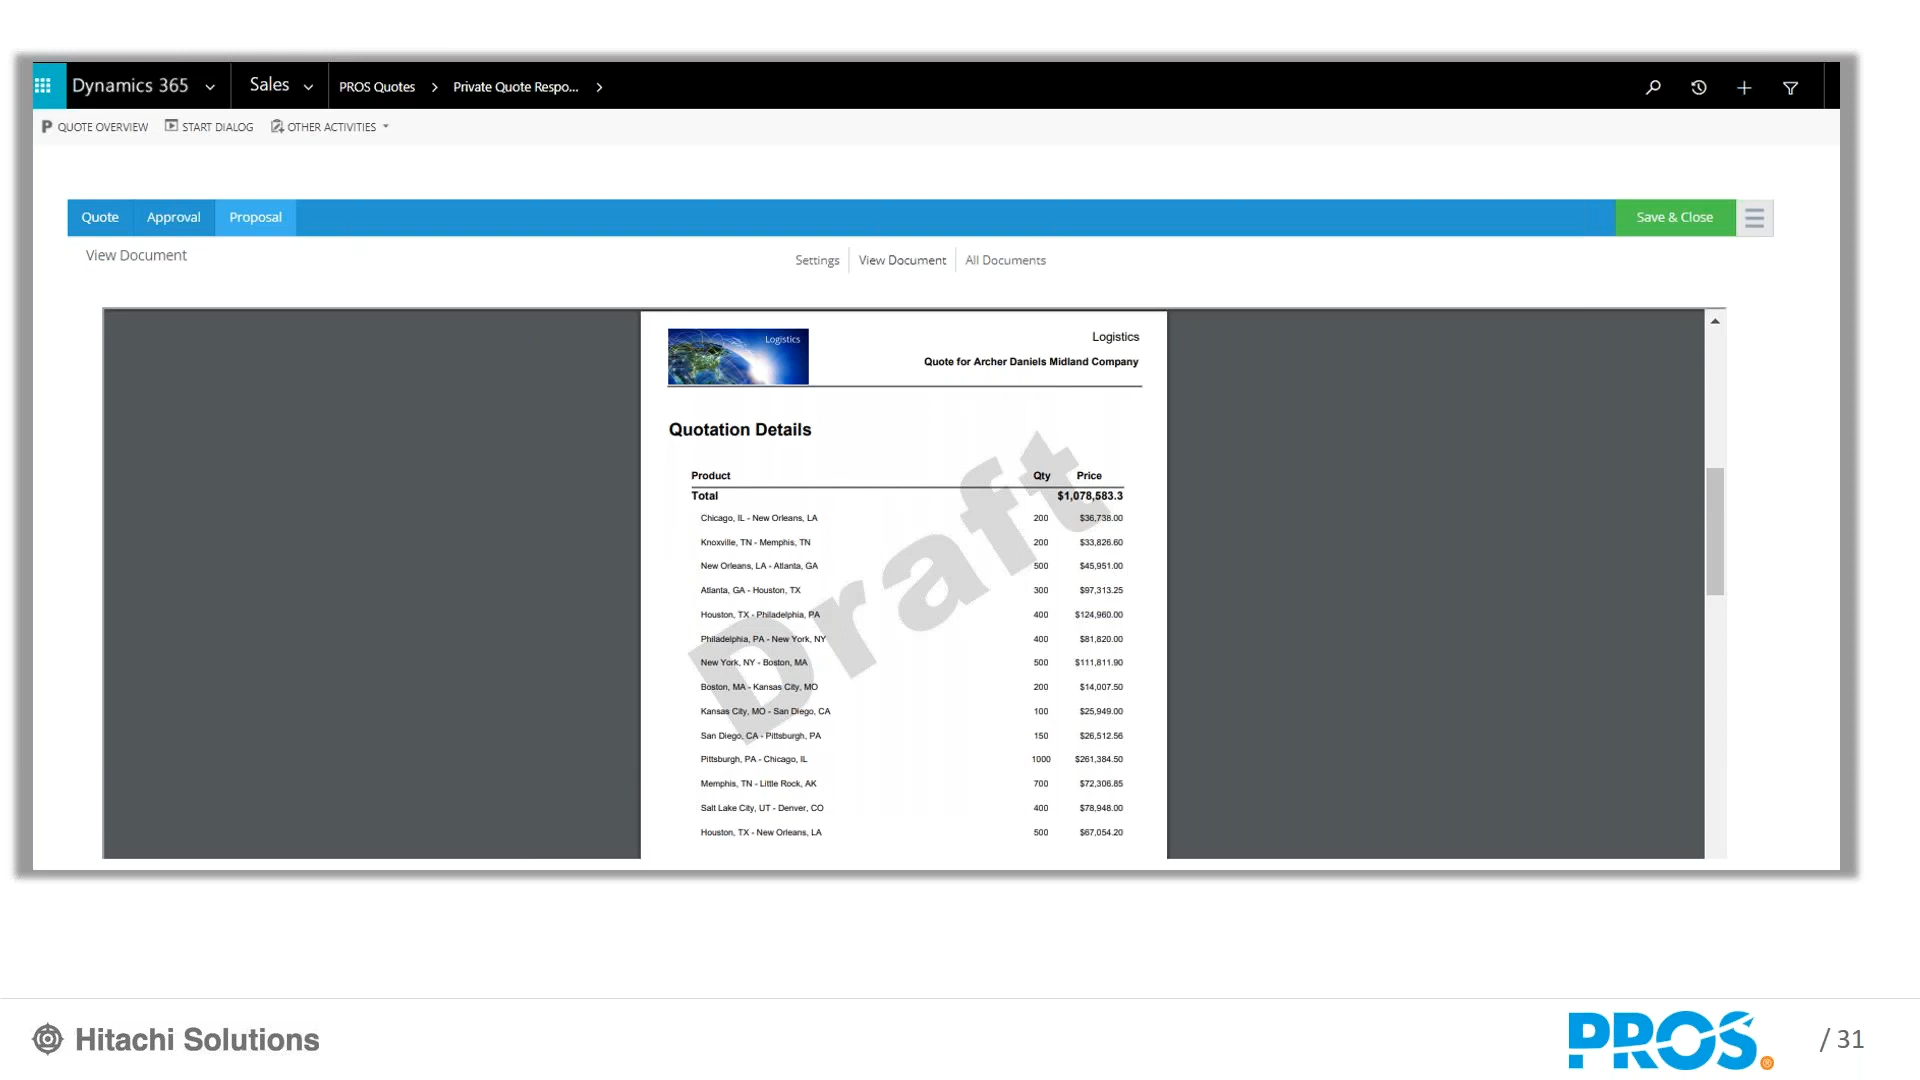 Dynamics 365 Sales PROS Quotes Private Quote Respo...
QUOTE OVERVIEW START DIALOG OTHER ACTIVITIES
Quote Approval Proposal Save & Close
View Document
Settings View Document All Documents
Logistics
Logistics
Quote for Archer Daniels Midland Company
Quotation Details
Product Qty Price
Total $1,078,583.3
Chicago, IL - New Orleans, LA 200 $36,738.00
Knoxville, TN - Memphis, TN 200 $33,826.60
New Orleans, LA - Atlanta, GA 500 $45,951.00
Atlanta, GA - Houston, TX 300 $97,313.25
Houston, TX - Philadelphia, PA 400 $124,960.00
Philadelphia, PA - New York, NY 400 $81,820.00
New York, NY - Boston, MA 500 $111,811.90
Boston, MA - Kansas City, MO 200 $14,007.50
Kansas City, MO - San Diego, CA 100 $25,949.00
San Diego, CA - Pittsburgh, PA 150 $26,512.56
Pittsburgh, PA - Chicago, IL 1000 $261,384.50
Memphis, TN - Little Rock, AK 700 $72,306.85
Salt Lake City, UT - Denver, CO 400 $78,948.00
Houston, TX - New Orleans, LA 500 $67,054.20
Draft
Hitachi Solutions PROS® / 31